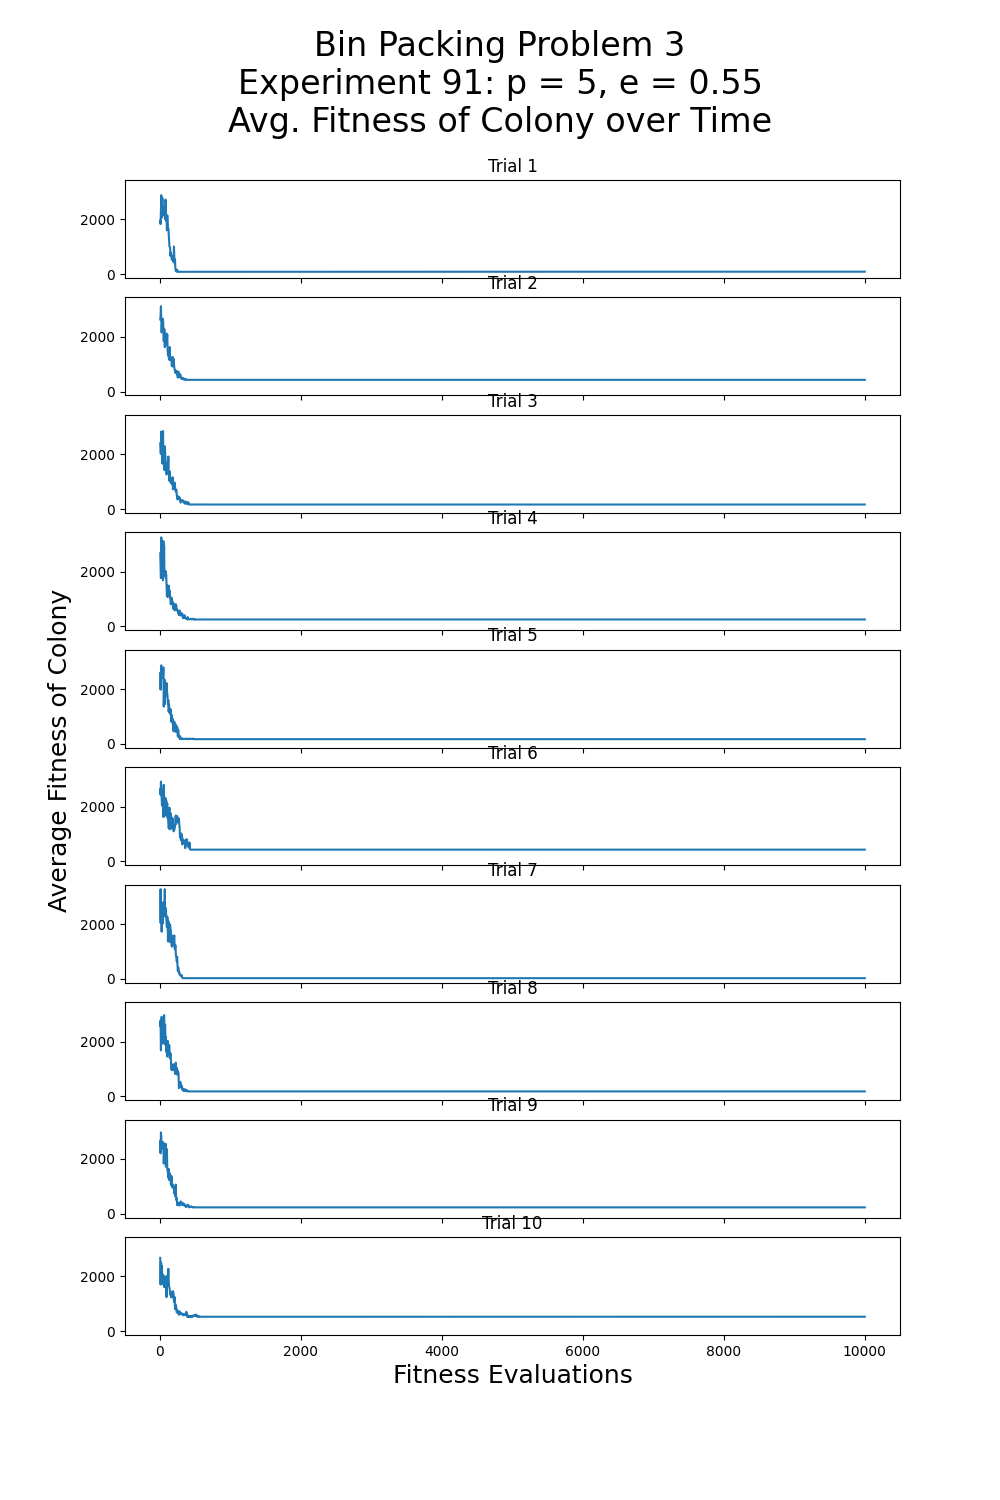 Bin Packing Problem 3
Experiment 91: p = 5, e = 0.55
Avg. Fitness of Colony over Time
Trial 1
2000
0
Trial 2
2000
0
Trial 3
2000
0
Trial 4
2000
0
Trial 5
2000
0
Trial 6
2000
0
Trial 7
2000
0
Trial 8
2000
0
Trial 9
2000
0
Trial 10
2000
0
0 2000 4000 6000 8000 10000
Fitness Evaluations
Average Fitness of Colony